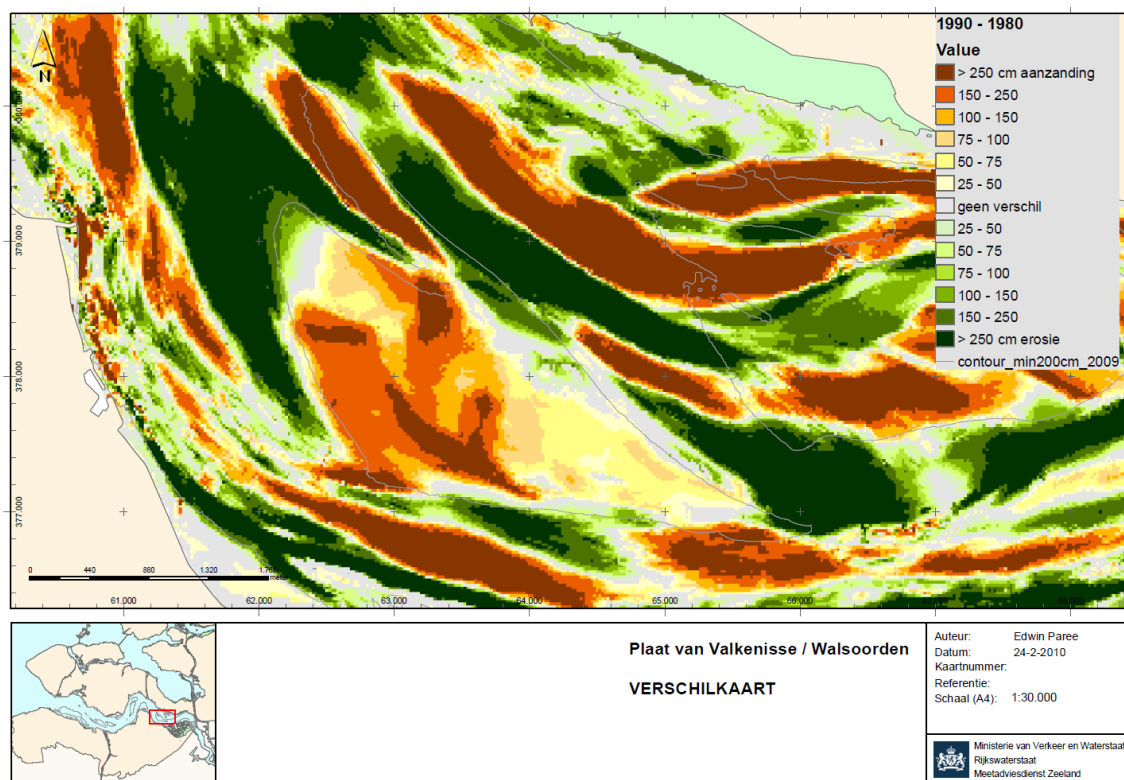 1990 - 1980
Value
> 250 cm aanzanding
150 - 250
100 - 150
75 - 100
50 - 75
25 - 50
geen verschil
25 - 50
50 - 75
75 - 100
100 - 150
150 - 250
> 250 cm erosie
contour_min200cm_2009
N
379.000
378.000
377.000
0 440 880 1.320
61.000 62.000 63.000 64.000 65.000
Plaat van Valkenisse / Walsoorden
VERSCHILKAART
Auteur: Edwin Paree
Datum: 24-2-2010
Kaartnummer:
Referentie:
Schaal (A4): 1:30.000
Ministerie van Verkeer en Waterstaat
Rijkswaterstaat
Meetadviesdienst Zeeland